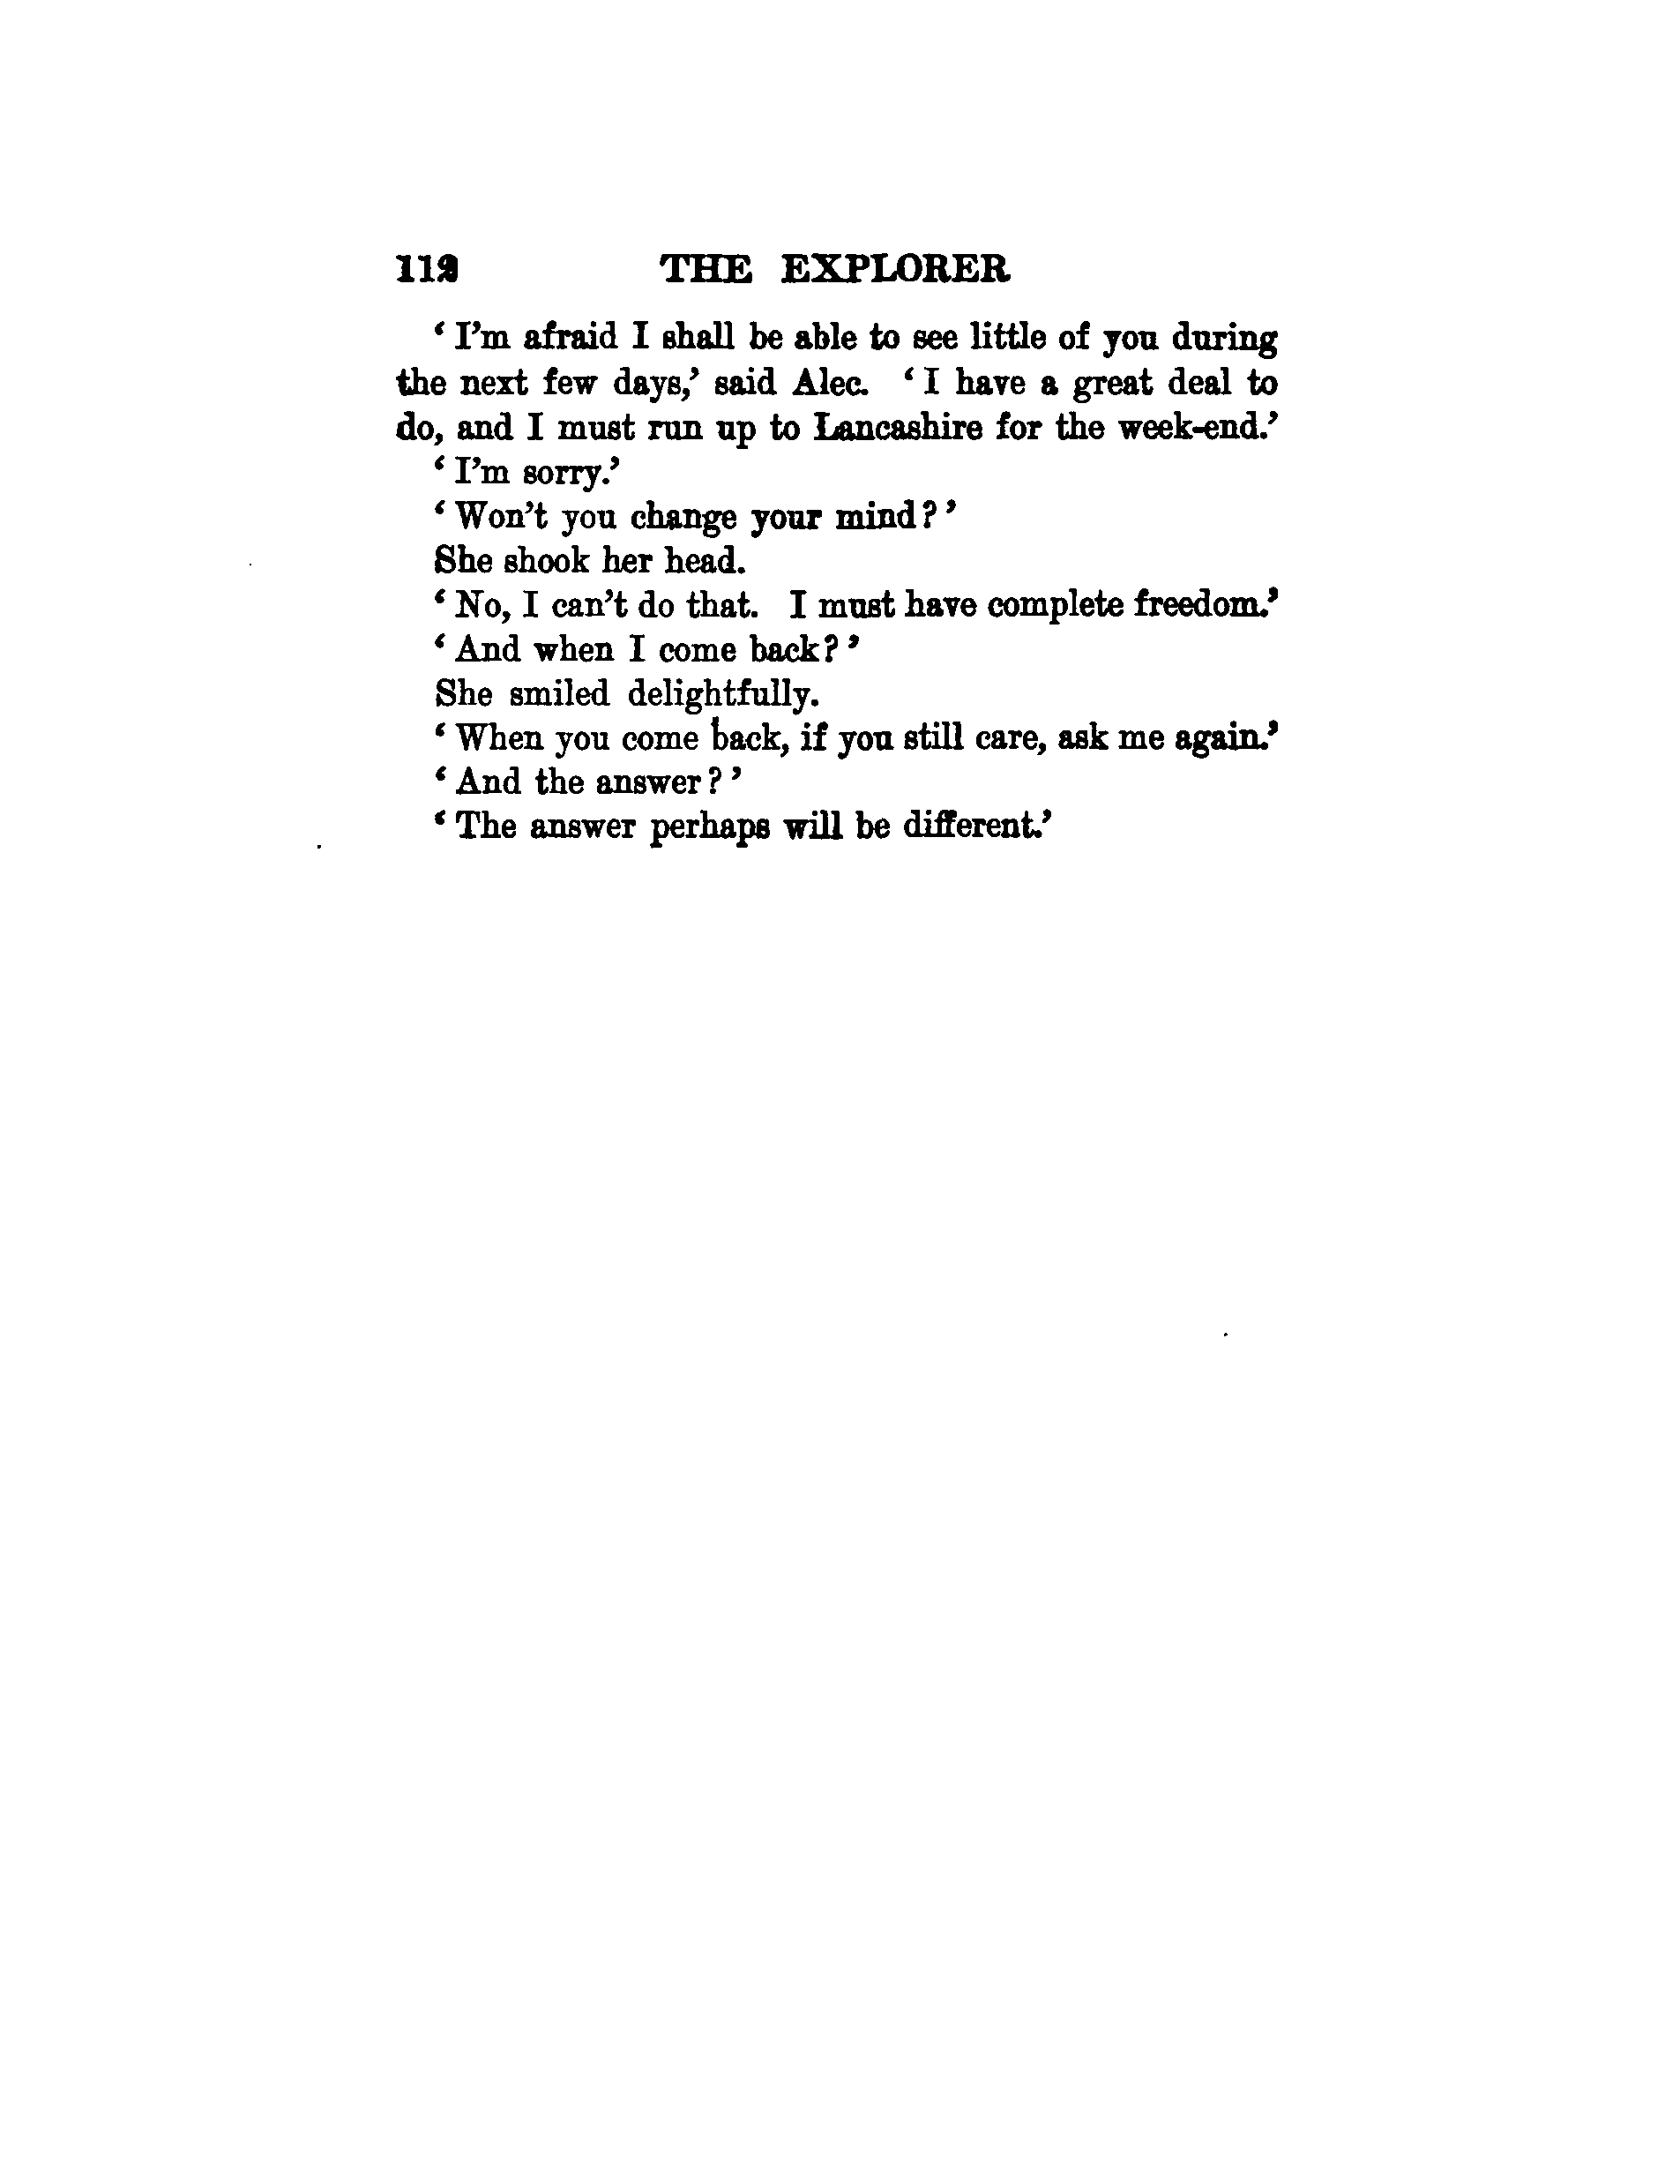 112 THE EXPLORER
‘ I’m afraid I shall be able to see little of you during
the next few days,’ said Alec. ‘ I have a great deal to
do, and I must run up to Lancashire for the week-end.’
‘ I’m sorry.’
‘ Won’t you change your mind? ’
She shook her head.
‘ No, I can’t do that. I must have complete freedom.’
‘ And when I come back? ’
She smiled delightfully.
‘ When you come back, if you still care, ask me again.’
‘ And the answer? ’
‘ The answer perhaps will be different.’